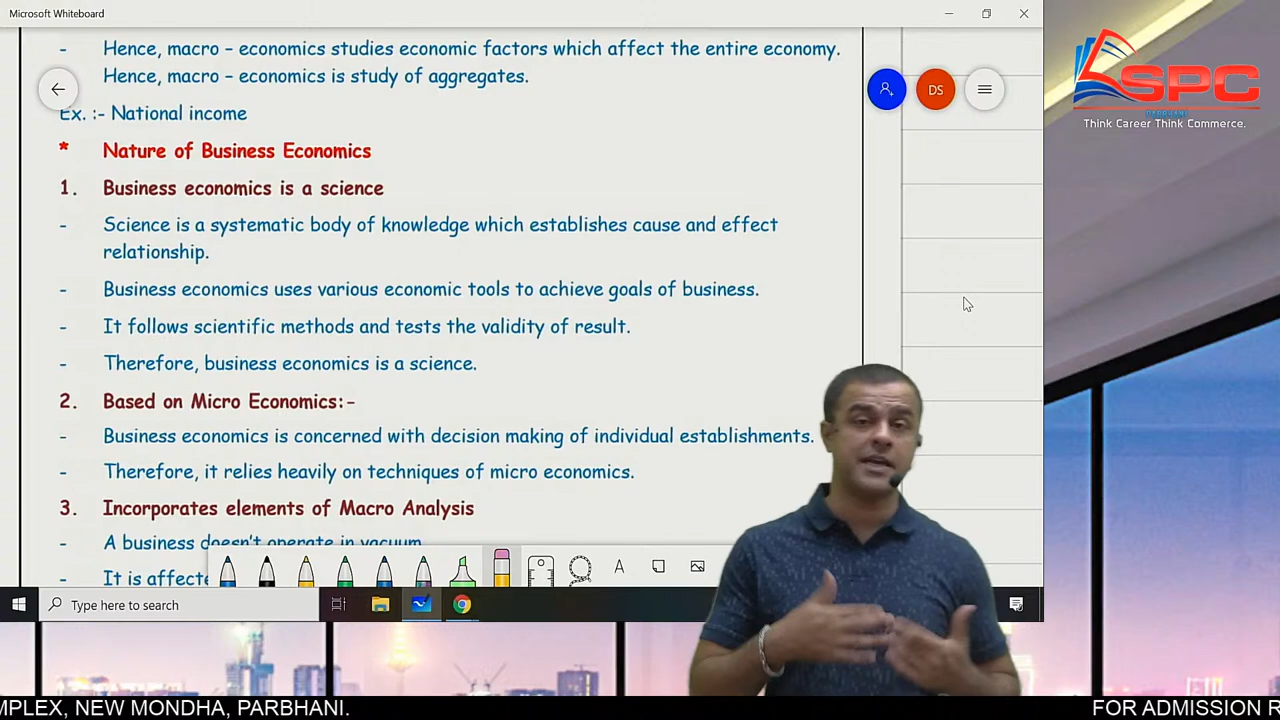 Microsoft Whiteboard
- Hence, macro – economics studies economic factors which affect the entire economy.
Hence, macro – economics is study of aggregates.
Ex. :- National income
DS
* Nature of Business Economics
1. Business economics is a science
- Science is a systematic body of knowledge which establishes cause and effect
relationship.
- Business economics uses various economic tools to achieve goals of business.
- It follows scientific methods and tests the validity of result.
- Therefore, business economics is a science.
2. Based on Micro Economics:-
- Business economics is concerned with decision making of individual establishments.
- Therefore, it relies heavily on techniques of micro economics.
3. Incorporates elements of Macro Analysis
- A business doesn't operate in vacuum
- It is affecte
A
Type here to search
SPC
PARBHANI
Think Career Think Commerce.
MPLEX, NEW MONDHA, PARBHANI.
FOR ADMISSION R